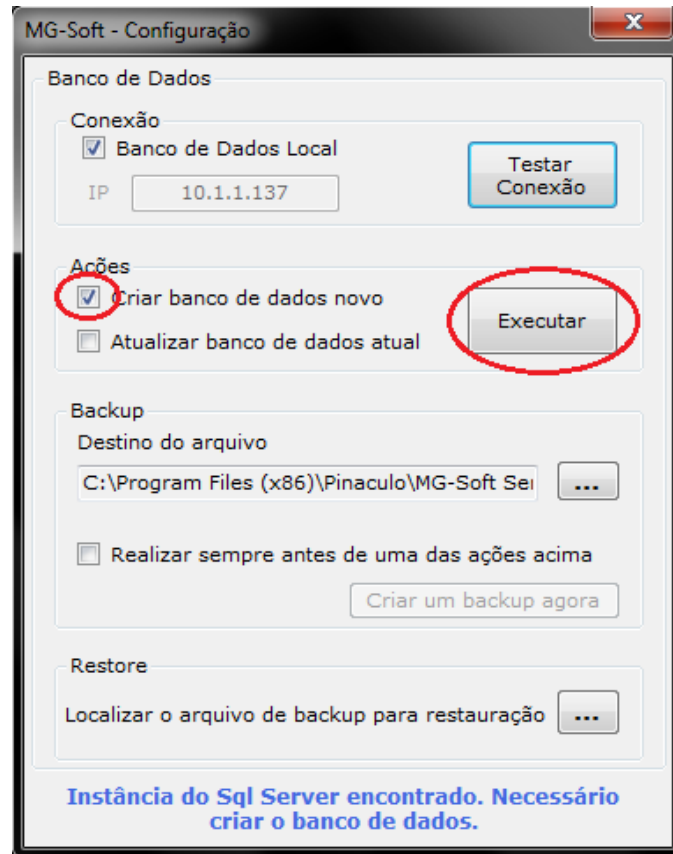 MG-Soft - Configuração
Banco de Dados
Conexão
Banco de Dados Local
IP 10.1.1.137
Testar
Conexão
Ações
Criar banco de dados novo
Atualizar banco de dados atual
Executar
Backup
Destino do arquivo
C:\Program Files (x86)\Pinaculo\MG-Soft Ser
...
Realizar sempre antes de uma das ações acima
Criar um backup agora
Restore
Localizar o arquivo de backup para restauração ...
Instância do Sql Server encontrado. Necessário
criar o banco de dados.